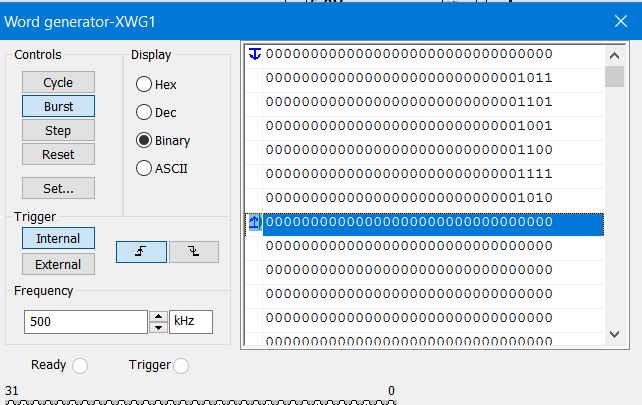 Word generator-XWG1
Controls
Cycle
Burst
Step
Reset
Set...
Display
Hex
Dec
Binary
ASCII
Trigger
Internal
External
Frequency
500
kHz
Ready
Trigger
31
0
00000000000000000000000000000000
00000000000000000000000000001011
00000000000000000000000000001101
00000000000000000000000000001001
00000000000000000000000000001100
00000000000000000000000000001111
00000000000000000000000000001010
00000000000000000000000000000000
00000000000000000000000000000000
00000000000000000000000000000000
00000000000000000000000000000000
00000000000000000000000000000000
00000000000000000000000000000000